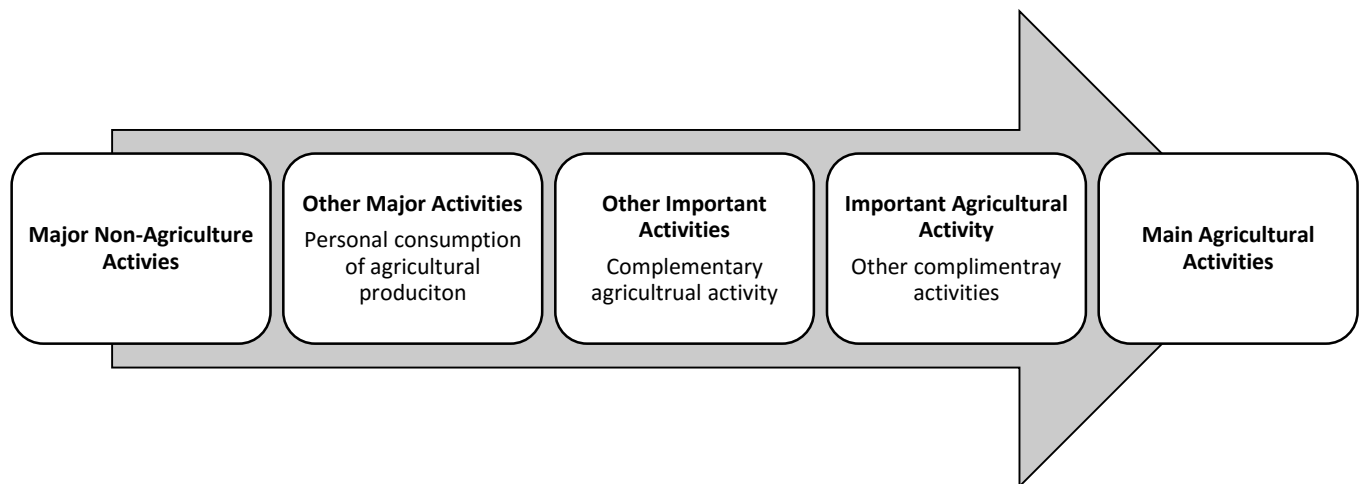 Major Non-Agriculture
Activies
Other Major Activities
Personal consumption
of agricultural
produciton
Other Important
Activities
Complementary
agricultrual activity
Important Agricultural
Activity
Other complimentray
activities
Main Agricultural
Activities